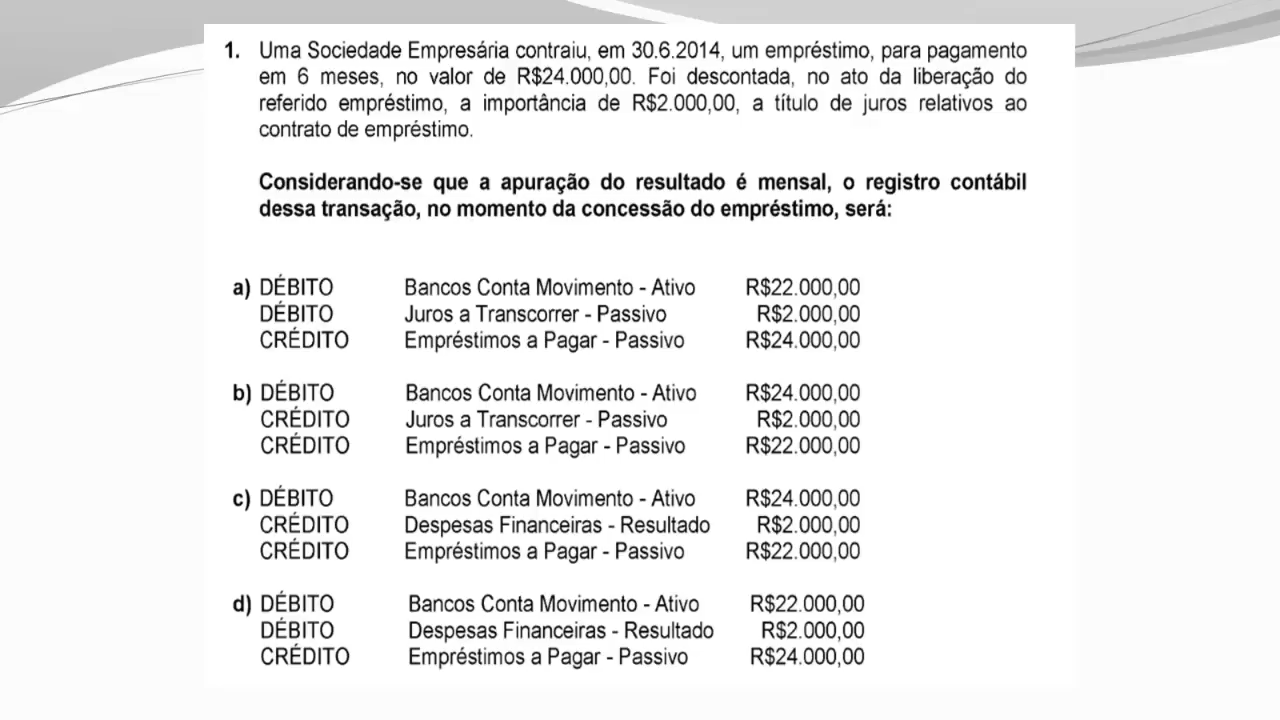 1. Uma Sociedade Empresária contraiu, em 30.6.2014, um empréstimo, para pagamento
em 6 meses, no valor de R$24.000,00. Foi descontada, no ato da liberação do
referido empréstimo, a importância de R$2.000,00, a título de juros relativos ao
contrato de empréstimo.
Considerando-se que a apuração do resultado é mensal, o registro contábil
dessa transação, no momento da concessão do empréstimo, será:
a) DÉBITO Bancos Conta Movimento - Ativo R$22.000,00
DÉBITO Juros a Transcorrer - Passivo R$2.000,00
CRÉDITO Empréstimos a Pagar - Passivo R$24.000,00
b) DÉBITO Bancos Conta Movimento - Ativo R$24.000,00
CRÉDITO Juros a Transcorrer - Passivo R$2.000,00
CRÉDITO Empréstimos a Pagar - Passivo R$22.000,00
c) DÉBITO Bancos Conta Movimento - Ativo R$24.000,00
CRÉDITO Despesas Financeiras - Resultado R$2.000,00
CRÉDITO Empréstimos a Pagar - Passivo R$22.000,00
d) DÉBITO Bancos Conta Movimento - Ativo R$22.000,00
DÉBITO Despesas Financeiras - Resultado R$2.000,00
CRÉDITO Empréstimos a Pagar - Passivo R$24.000,00